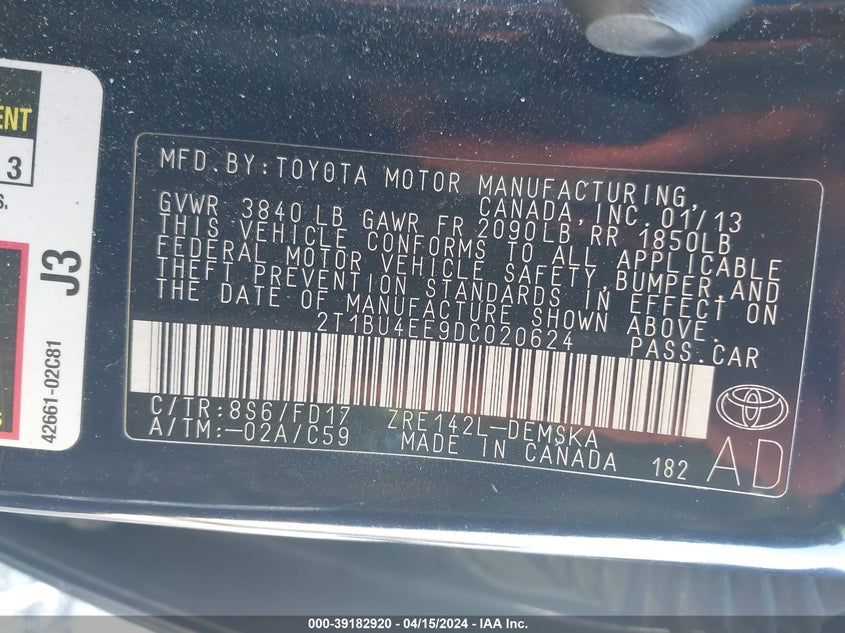 ENT
3
S.
J3
42661-02C81
MFD.BY:TOYOTA MOTOR MANUFACTURING,
CANADA,INC.01/13
GVWR 3840 LB GAWR FR 2090LB RR 1850LB
THIS VEHICLE CONFORMS TO ALL APPLICABLE
FEDERAL MOTOR VEHICLE SAFETY,BUMPER,AND
THEFT PREVENTION STANDARDS IN EFFECT ON
THE DATE OF MANUFACTURE SHOWN ABOVE.
2T1BU4EE9DC020624 PASS.CAR
C/TR:8S6/FD17 ZRE142L-DEMSKA
A/TM:-02A/C59 MADE IN CANADA 182
AD
000-39182920 - 04/15/2024 - IAA Inc.